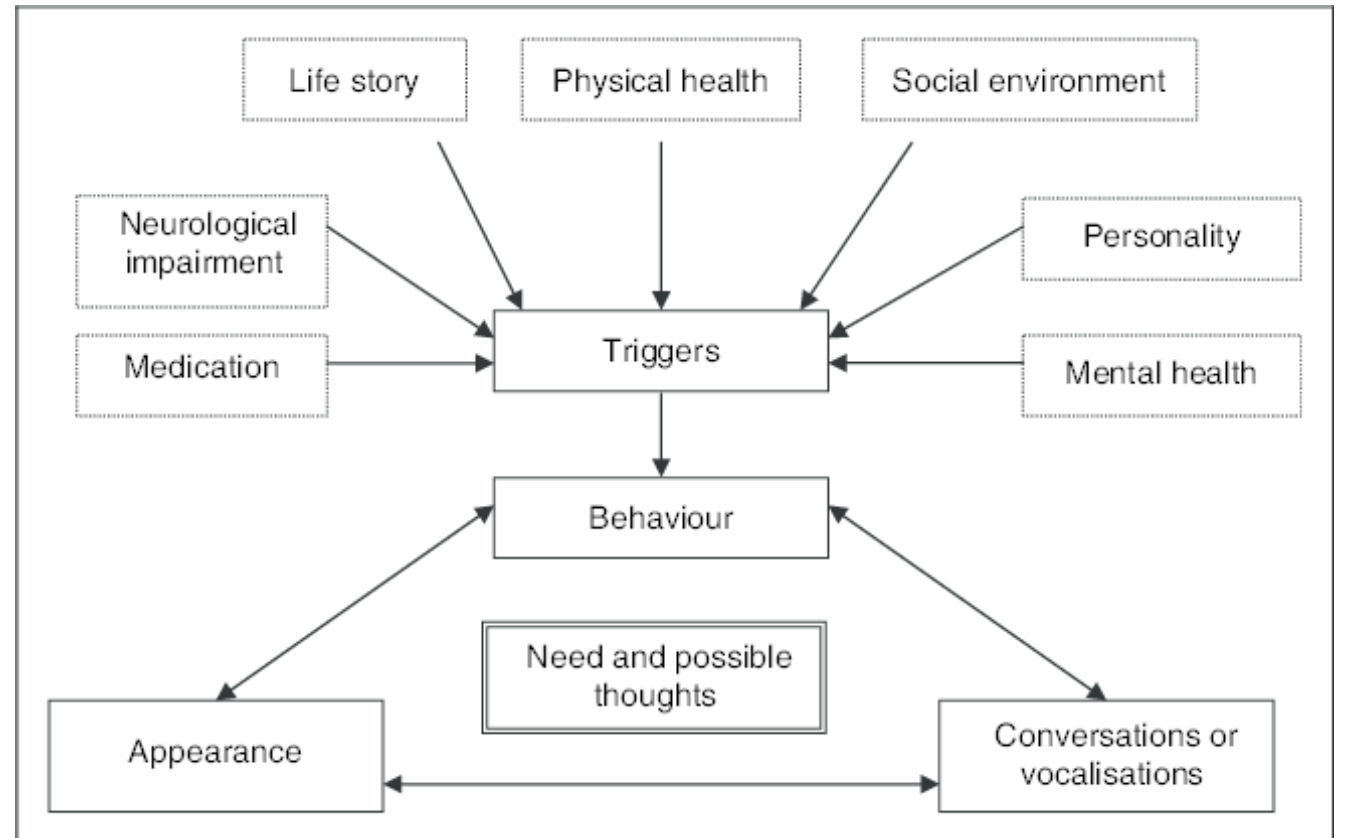 Life story
Physical health
Social environment
Neurological
impairment
Personality
Medication
Triggers
Mental health
Behaviour
Need and possible
thoughts
Appearance
Conversations or
vocalisations